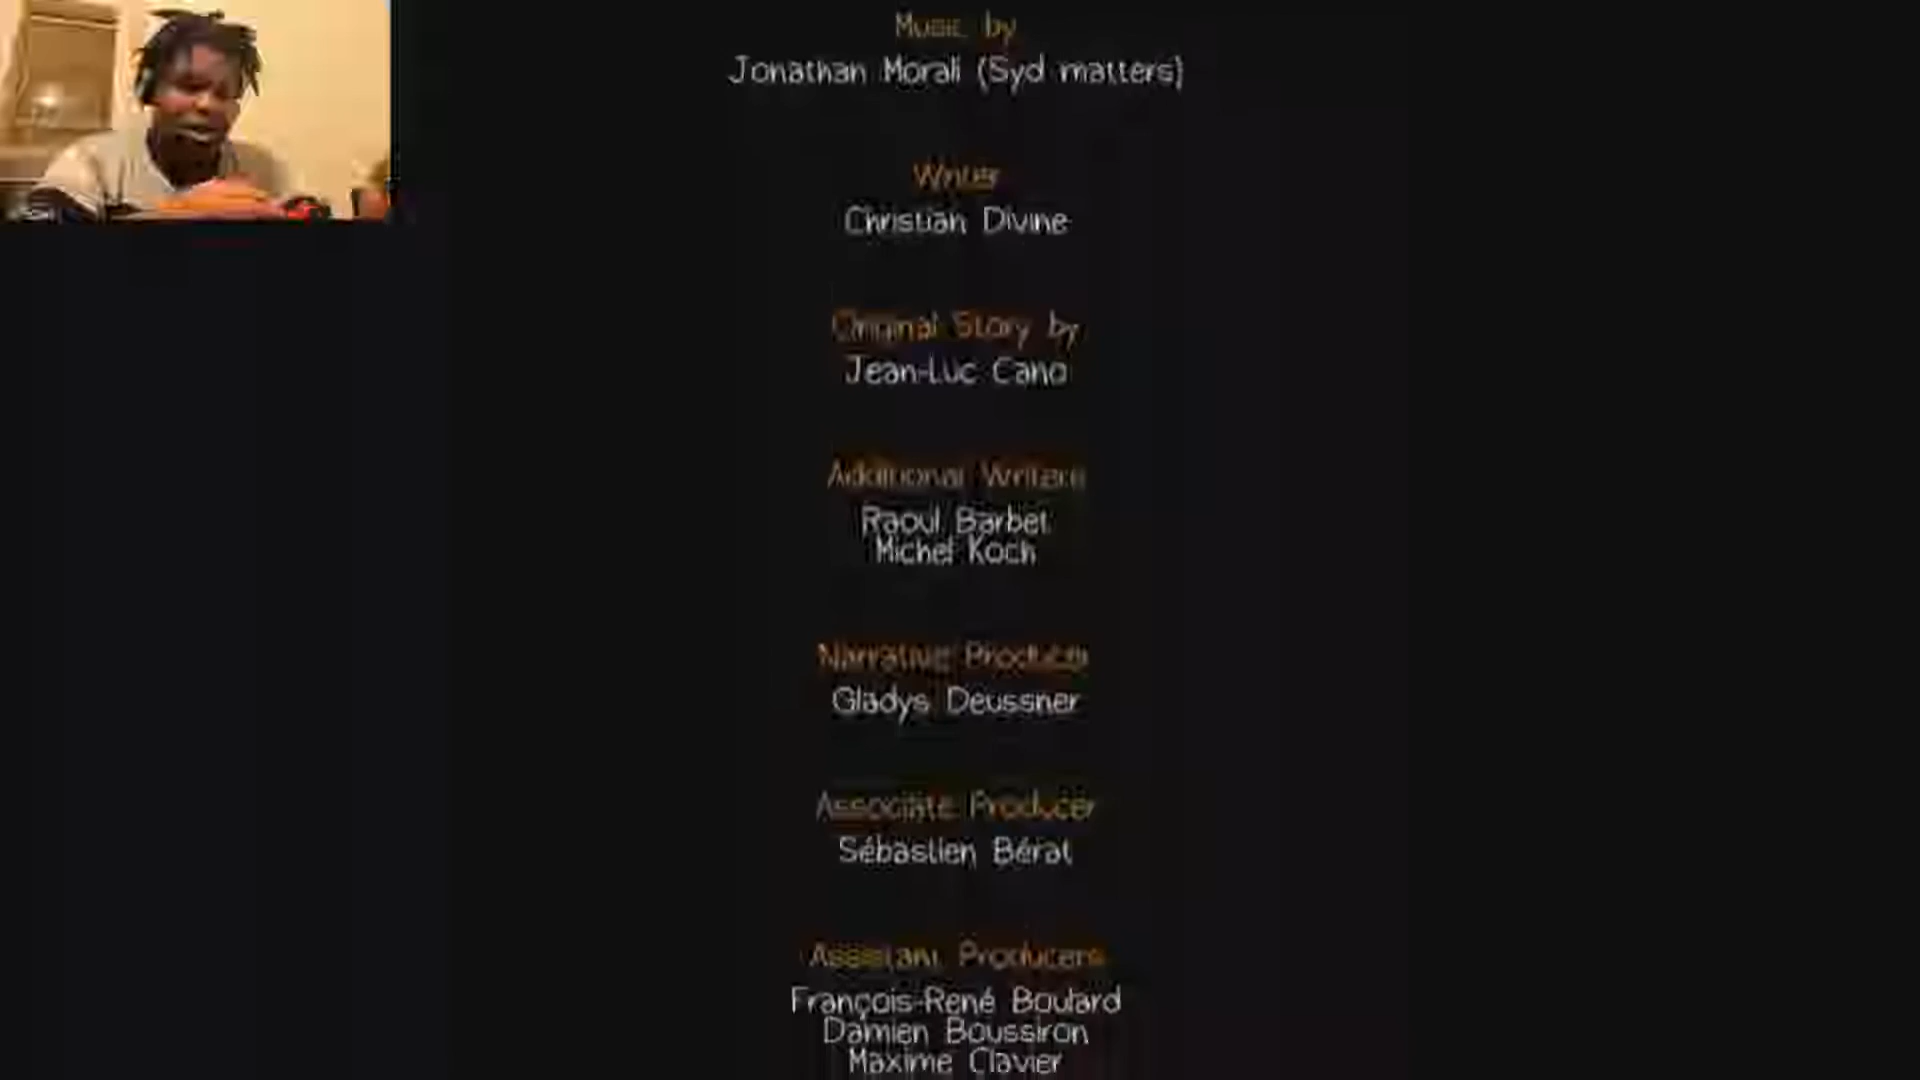 Music by
Jonathan Morali (Syd matters)
Writer
Christian Divine
Original Story by
Jean-Luc Cano
Additional Writers
Raoul Barbet
Michel Koch
Narrative Producer
Gladys Deussner
Associate Producer
Sébastien Bérat
Assistant Producers
François-René Boulard
Damien Boussiron
Maxime Clavier